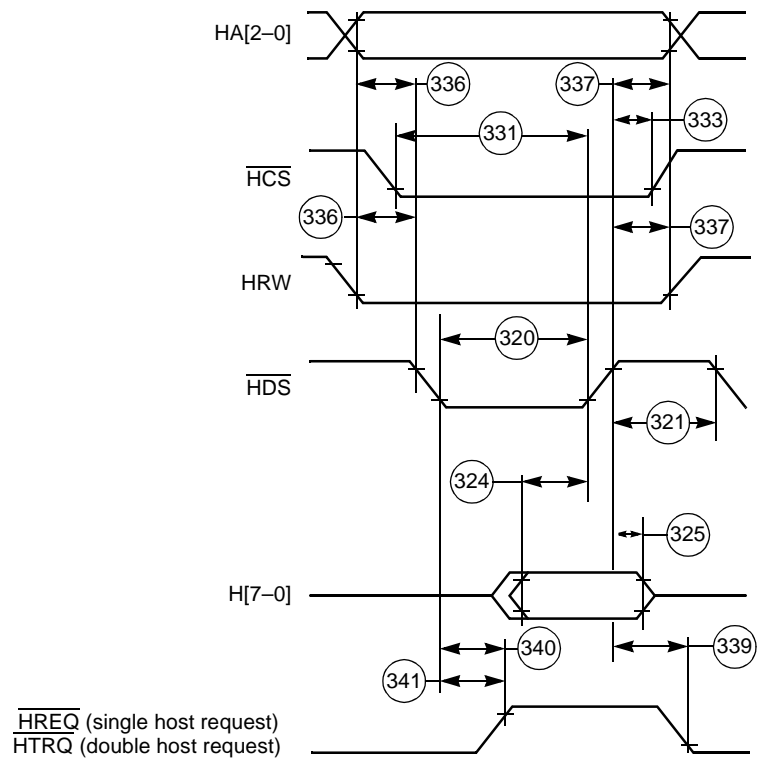 HA[2–0]
336
337
333
331
HCS
336
337
HRW
320
HDS
321
324
325
H[7–0]
340
339
341
HREQ (single host request)
HTRQ (double host request)